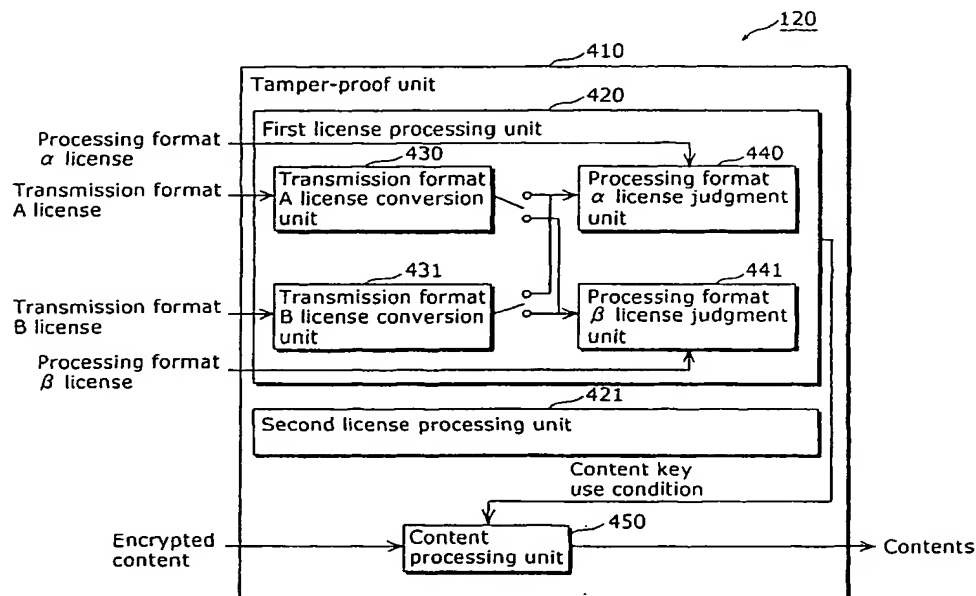 120
410
Tamper-proof unit
420
First license processing unit
Processing format
α license
430
440
Transmission format
A license
Transmission format
A license conversion
unit
Processing format
α license judgment
unit
431
441
Transmission format
B license
Transmission format
B license conversion
unit
Processing format
β license judgment
unit
Processing format
β license
421
Second license processing unit
Content key
use condition
450
Encrypted
content
Content
processing unit
Contents